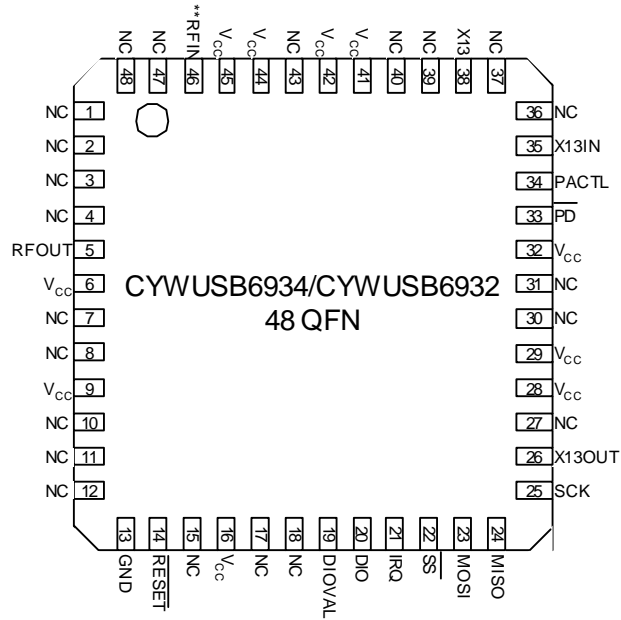 NC NC **RFIN VCC VCC NC VCC VCC NC NC X13 NC
48 47 46 45 44 43 42 41 40 39 38 37
NC 1
NC 2
NC 3
NC 4
RFOUT 5
VCC 6
NC 7
NC 8
VCC 9
NC 10
NC 11
NC 12
CYWUSB6934/CYWUSB6932
48 QFN
36 NC
35 X13IN
34 PACTL
33 PD
32 VCC
31 NC
30 NC
29 VCC
28 VCC
27 NC
26 X13OUT
25 SCK
13 14 15 16 17 18 19 20 21 22 23 24
GND RESET NC VCC NC NC DIOVAL DIO IRQ SS MOSI MISO